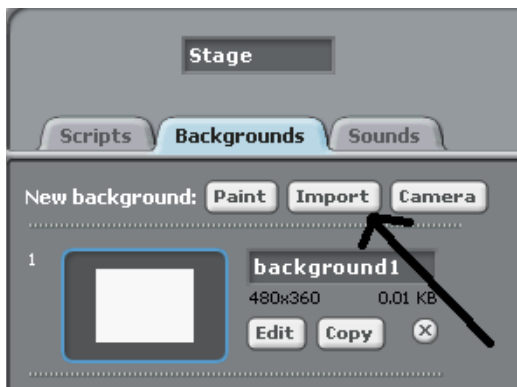 Stage
Scripts Backgrounds Sounds
New background: Paint Import Camera
1
background1
480x360 0.01 KB
Edit Copy x